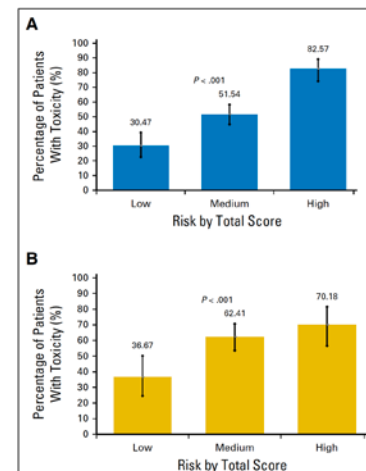 A
Percentage of Patients
With Toxicity (%)
100
90
80
70
60
50
40
30
20
10
0
30.47
P < .001
51.54
82.57
Low
Medium
High
Risk by Total Score
B
Percentage of Patients
With Toxicity (%)
100
90
80
70
60
50
40
30
20
10
0
36.67
P < .001
62.41
70.18
Low
Medium
High
Risk by Total Score